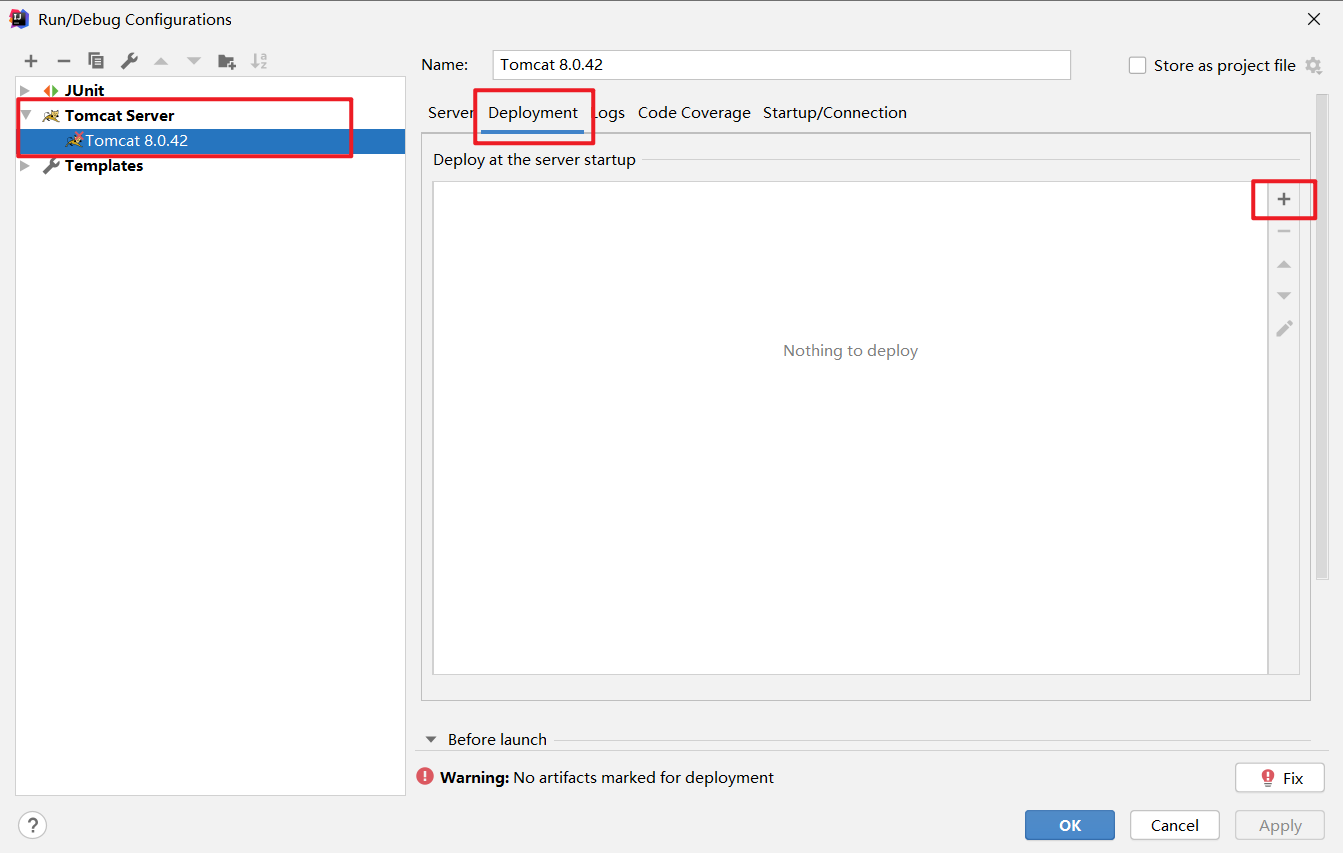 Run/Debug Configurations
Name: Tomcat 8.0.42 Store as project file
JUnit
Tomcat Server
Tomcat 8.0.42
Templates
Server Deployment Logs Code Coverage Startup/Connection
Deploy at the server startup
Nothing to deploy
Before launch
Warning: No artifacts marked for deployment Fix
? OK Cancel Apply